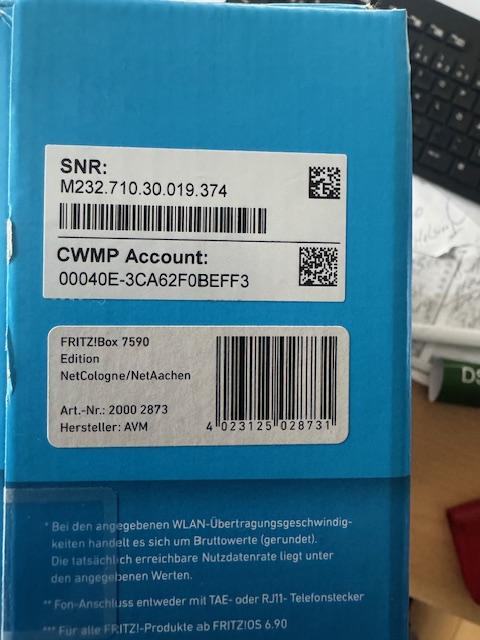 SNR:
M232.710.30.019.374
CWMP Account:
00040E-3CA62F0BEFF3
FRITZ!Box 7590
Edition
NetCologne/NetAachen
Art.-Nr.: 2000 2873
Hersteller: AVM
4 023125 028731
* Bei den angegebenen WLAN-Übertragungsgeschwindig-
keiten handelt es sich um Bruttowerte (gerundet).
Die tatsächlich erreichbare Nutzdatenrate liegt unter
den angegebenen Werten.
** Fon-Anschluss entweder mit TAE- oder RJ11- Telefonstecker
*** Für alle FRITZ!-Produkte ab FRITZ!OS 6.90